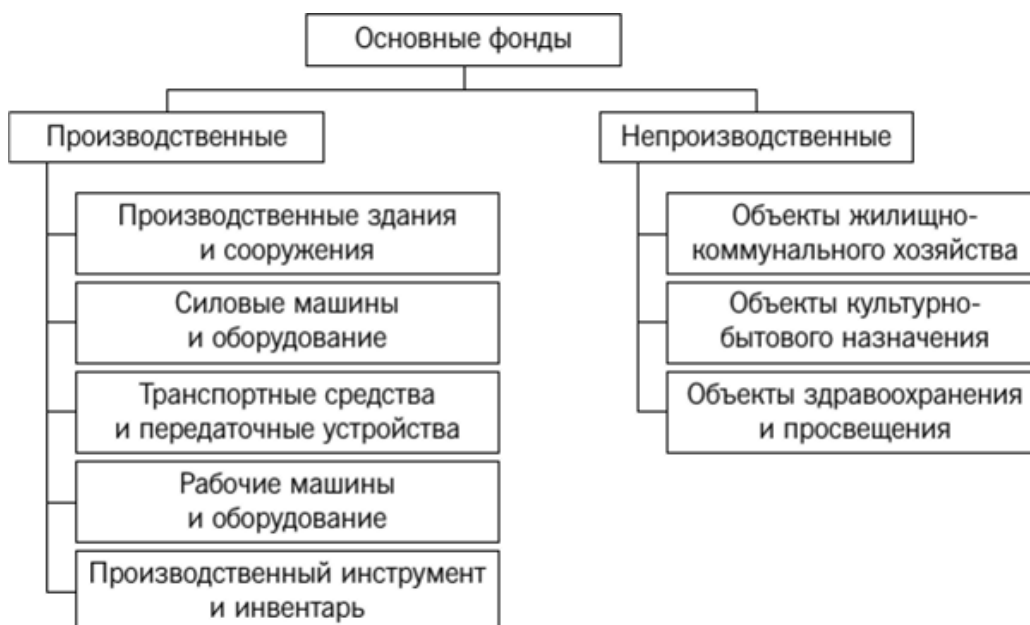 Основные фонды
Производственные
Непроизводственные
Производственные здания
и сооружения
Силовые машины
и оборудование
Транспортные средства
и передаточные устройства
Рабочие машины
и оборудование
Производственный инструмент
и инвентарь
Объекты жилищно-
коммунального хозяйства
Объекты культурно-
бытового назначения
Объекты здравоохранения
и просвещения